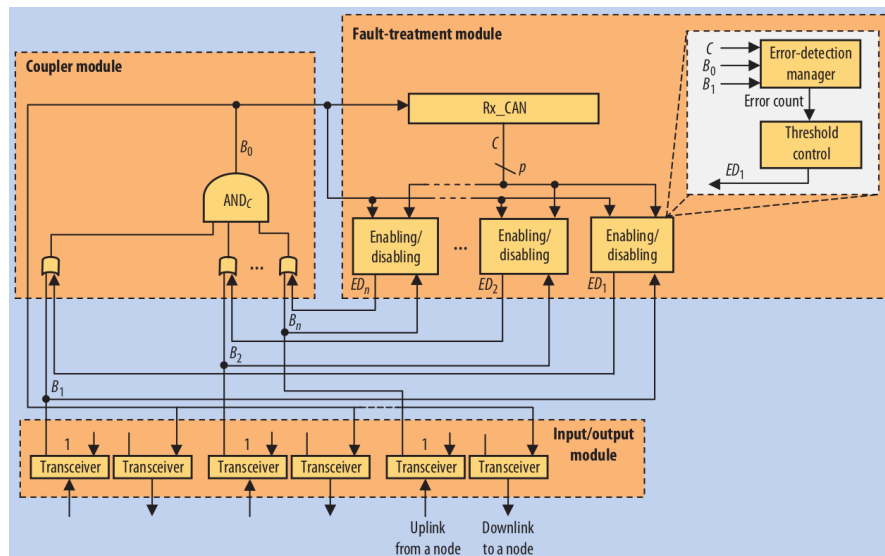 Fault-treatment module
Coupler module
C
B0
B1
Error-detection
manager
Error count
Threshold
control
ED1
Rx_CAN
C
p
B0
ANDC
...
Enabling/
disabling
...
Enabling/
disabling
Enabling/
disabling
EDn
ED2
ED1
Bn
B2
B1
Input/output
module
1
1
1
Transceiver
Transceiver
Transceiver
Transceiver
Transceiver
Transceiver
Uplink
from a node
Downlink
to a node